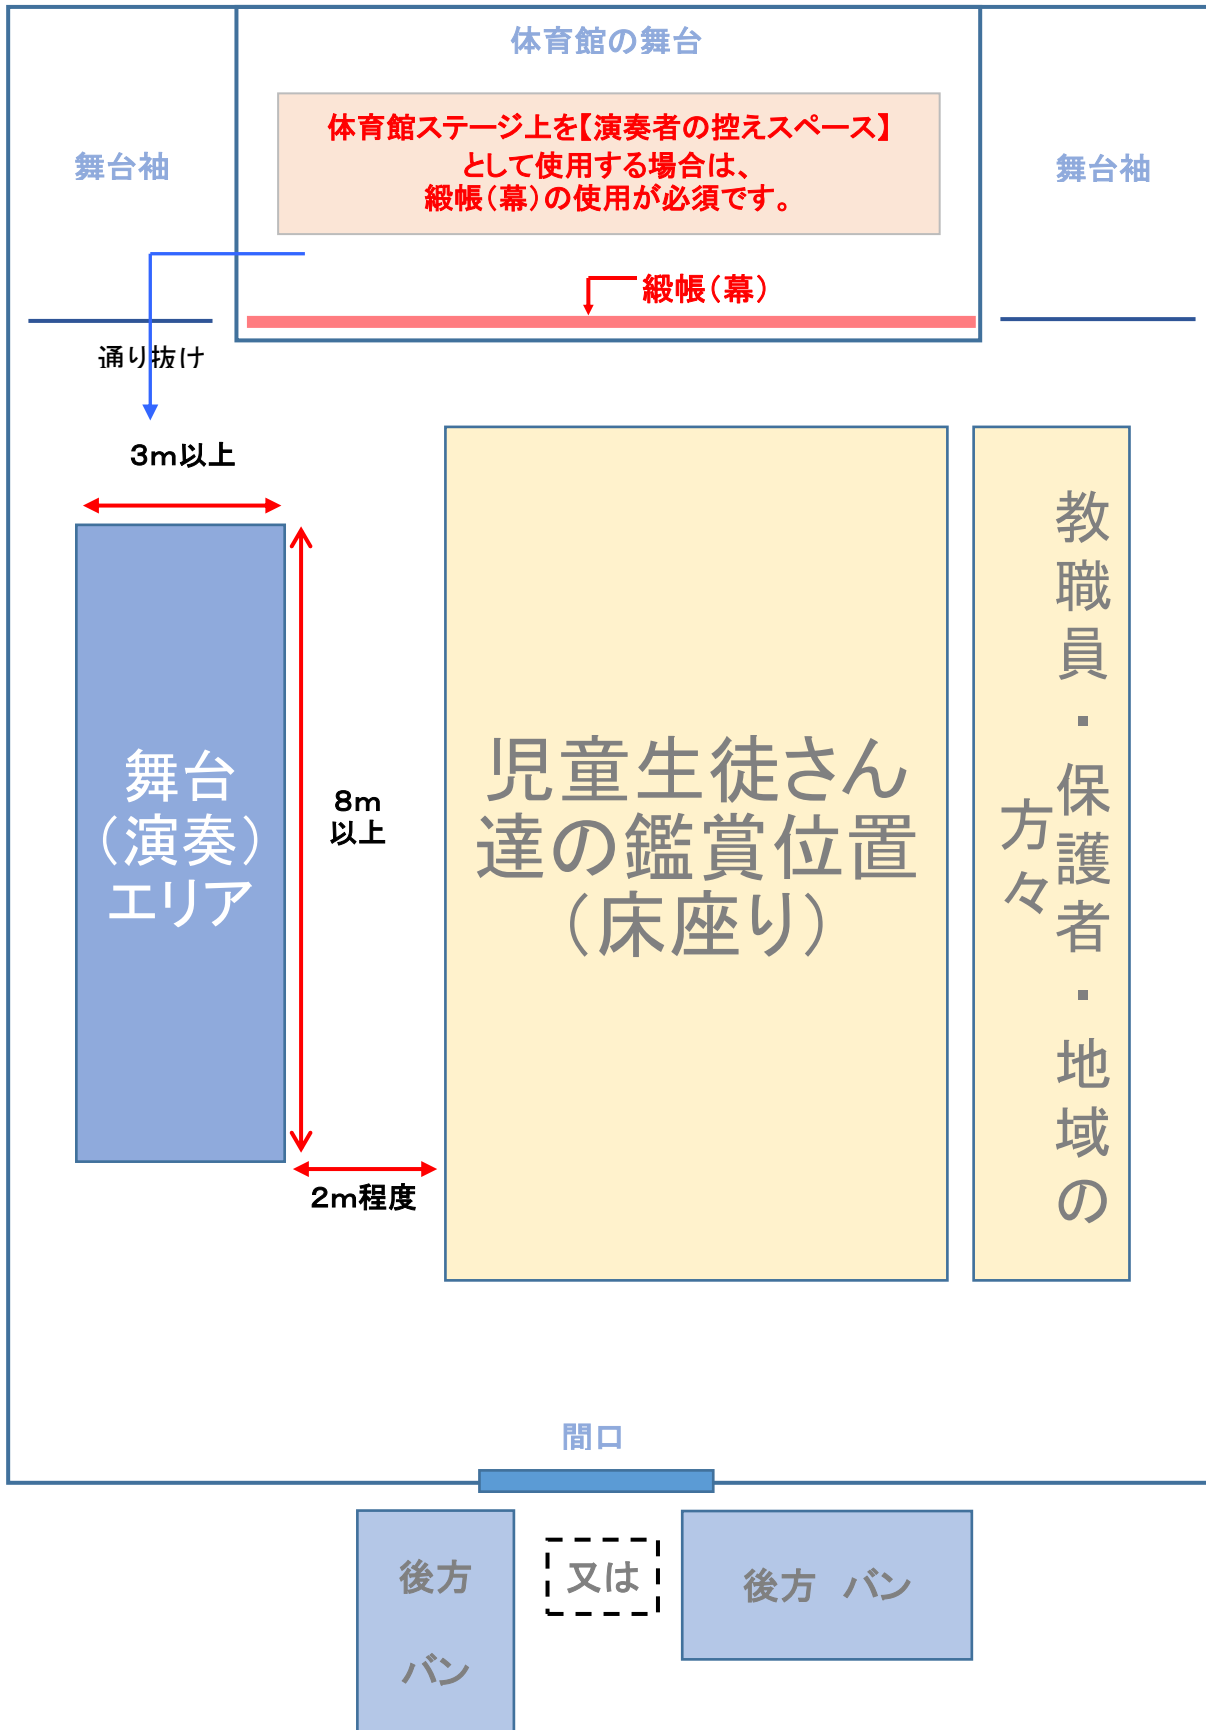 体育館の舞台
体育館ステージ上を【演奏者の控えスペース】
として使用する場合は、
緞帳（幕）の使用が必須です。
舞台袖
舞台袖
緞帳（幕）
通り抜け
3m以上
舞台
（演奏）
エリア
8m
以上
2m程度
児童生徒さん
達の鑑賞位置
（床座り）
教職員・保護者・地域の
方々
間口
後方
バン
又は
後方　バン